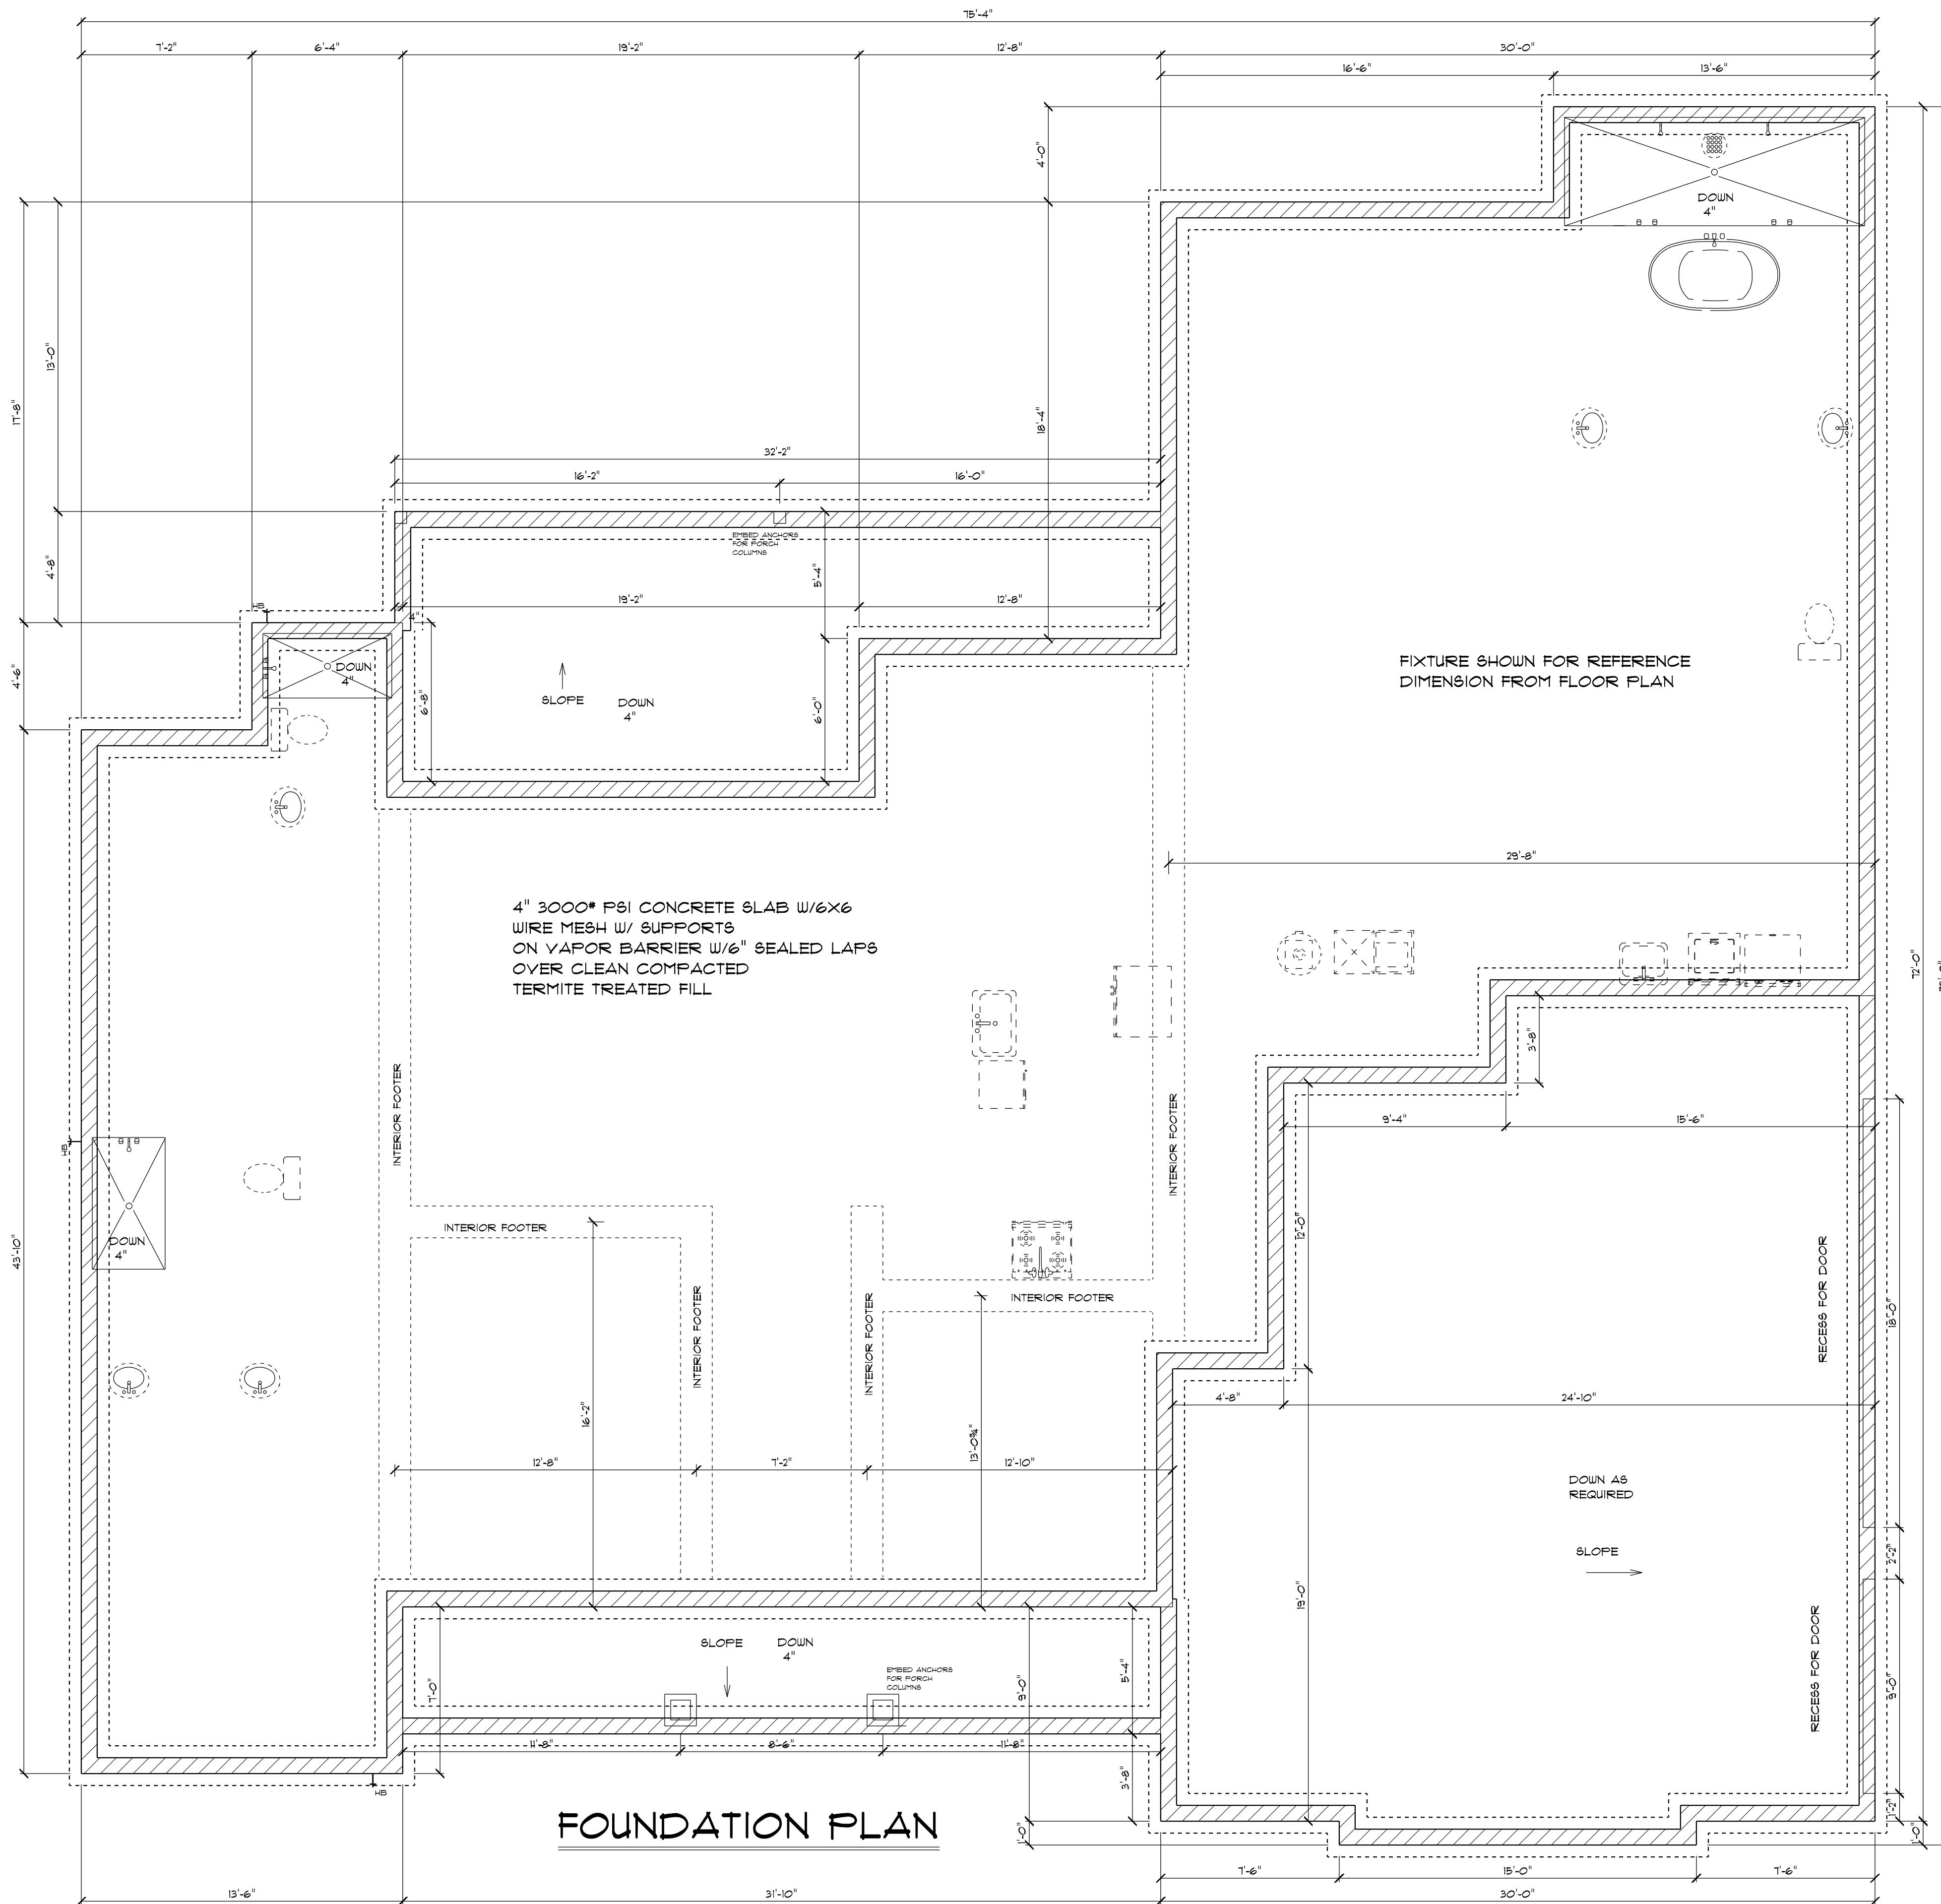 75'-4"
7'-2"
6'-4"
19'-2"
12'-8"
30'-0"
16'-6"
13'-6"
4'-0"
DOWN
4"
17'-8"
13'-0"
18'-4"
32'-2"
16'-2"
16'-0"
EMBED ANCHORS
FOR PORCH
COLUMNS
4'-8"
5'-4"
HB
19'-2"
12'-8"
4"
4'-6"
DOWN
4"
6'-8"
SLOPE
DOWN
4"
6'-0"
FIXTURE SHOWN FOR REFERENCE
DIMENSION FROM FLOOR PLAN
29'-8"
4" 3000# PSI CONCRETE SLAB W/6X6
WIRE MESH W/ SUPPORTS
ON VAPOR BARRIER W/6" SEALED LAPS
OVER CLEAN COMPACTED
TERMITE TREATED FILL
72'-0"
3'-8"
9'-4"
15'-6"
HB
INTERIOR FOOTER
INTERIOR FOOTER
43'-10"
DOWN
4"
INTERIOR FOOTER
12'-0"
RECESS FOR DOOR
18'-0"
INTERIOR FOOTER
INTERIOR FOOTER
INTERIOR FOOTER
16'-2"
13'-0¾"
4'-8"
24'-10"
12'-8"
7'-2"
12'-10"
DOWN AS
REQUIRED
SLOPE
2'-2"
19'-0"
SLOPE
DOWN
4"
EMBED ANCHORS
FOR PORCH
COLUMNS
7'-0"
9'-0"
5'-4"
RECESS FOR DOOR
9'-0"
11'-8"
8'-6"
11'-8"
3'-8"
HB
1'-2"
1'-0"
1'-0"
FOUNDATION PLAN
7'-6"
15'-0"
7'-6"
13'-6"
31'-10"
30'-0"